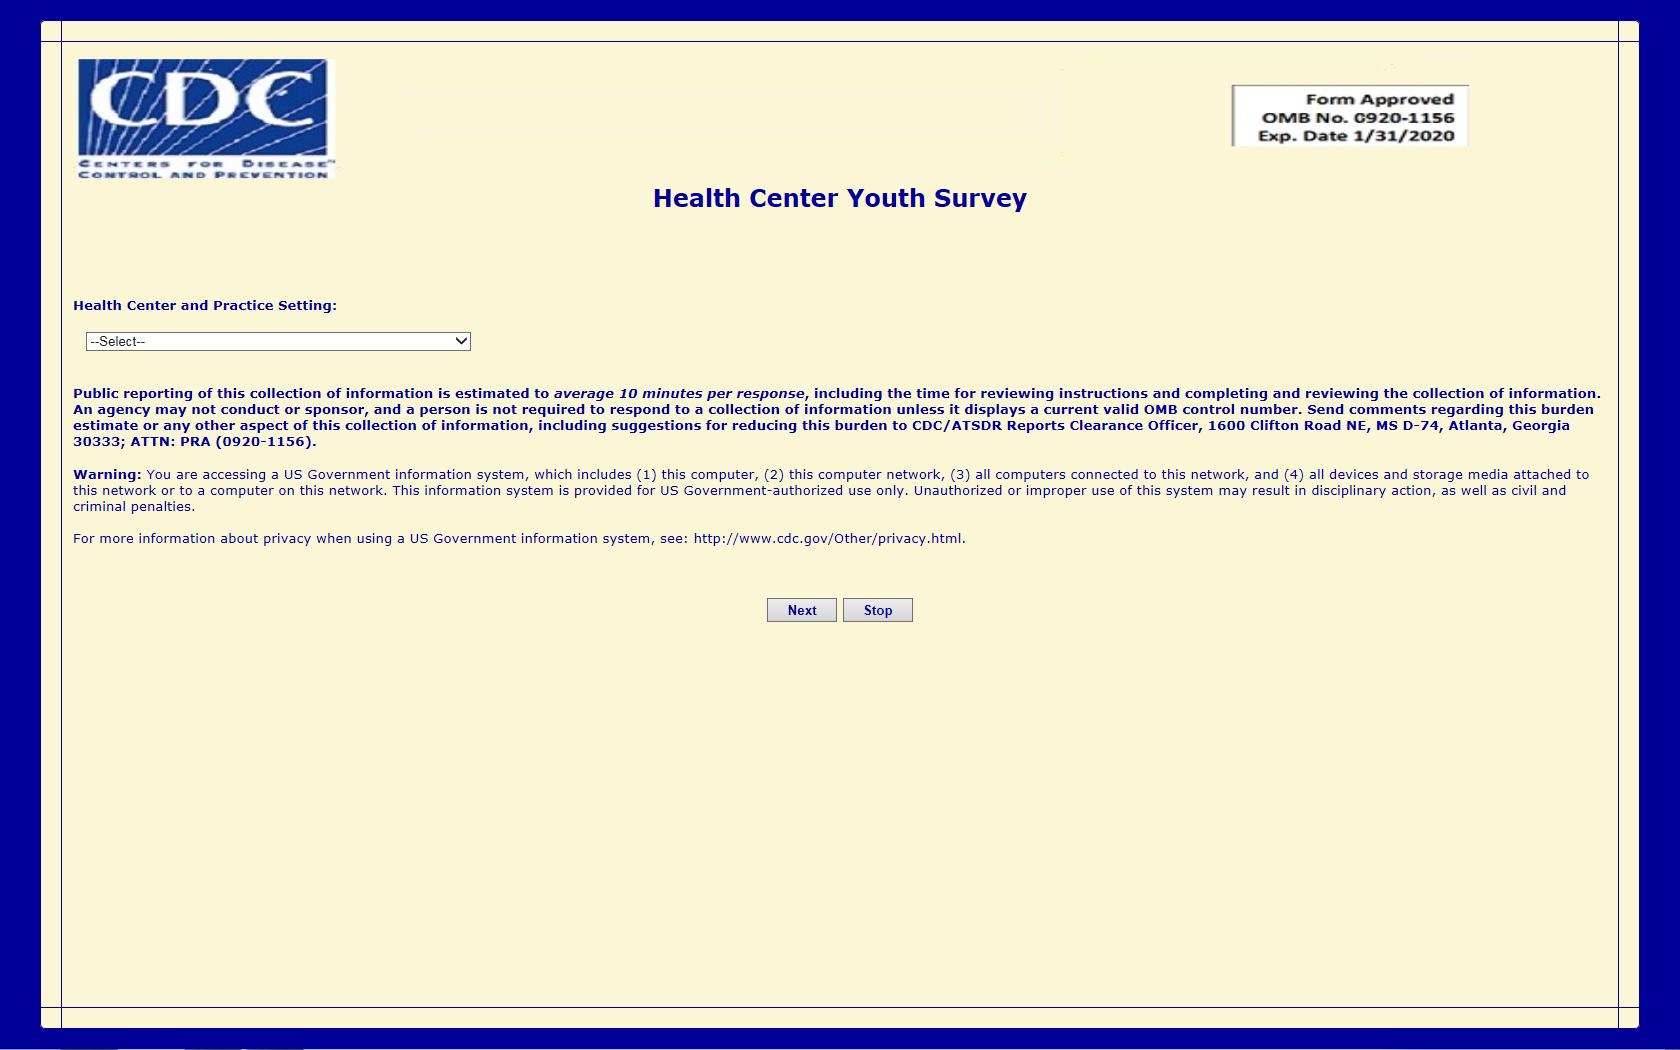 CDC
CENTERS FOR DISEASE™
CONTROL AND PREVENTION
Form Approved
OMB No. 0920-1156
Exp. Date 1/31/2020
Health Center Youth Survey
Health Center and Practice Setting:
--Select--
Public reporting of this collection of information is estimated to average 10 minutes per response, including the time for reviewing instructions and completing and reviewing the collection of information.
An agency may not conduct or sponsor, and a person is not required to respond to a collection of information unless it displays a current valid OMB control number. Send comments regarding this burden
estimate or any other aspect of this collection of information, including suggestions for reducing this burden to CDC/ATSDR Reports Clearance Officer, 1600 Clifton Road NE, MS D-74, Atlanta, Georgia
30333; ATTN: PRA (0920-1156).
Warning: You are accessing a US Government information system, which includes (1) this computer, (2) this computer network, (3) all computers connected to this network, and (4) all devices and storage media attached to
this network or to a computer on this network. This information system is provided for US Government-authorized use only. Unauthorized or improper use of this system may result in disciplinary action, as well as civil and
criminal penalties.
For more information about privacy when using a US Government information system, see: http://www.cdc.gov/Other/privacy.html.
Next Stop